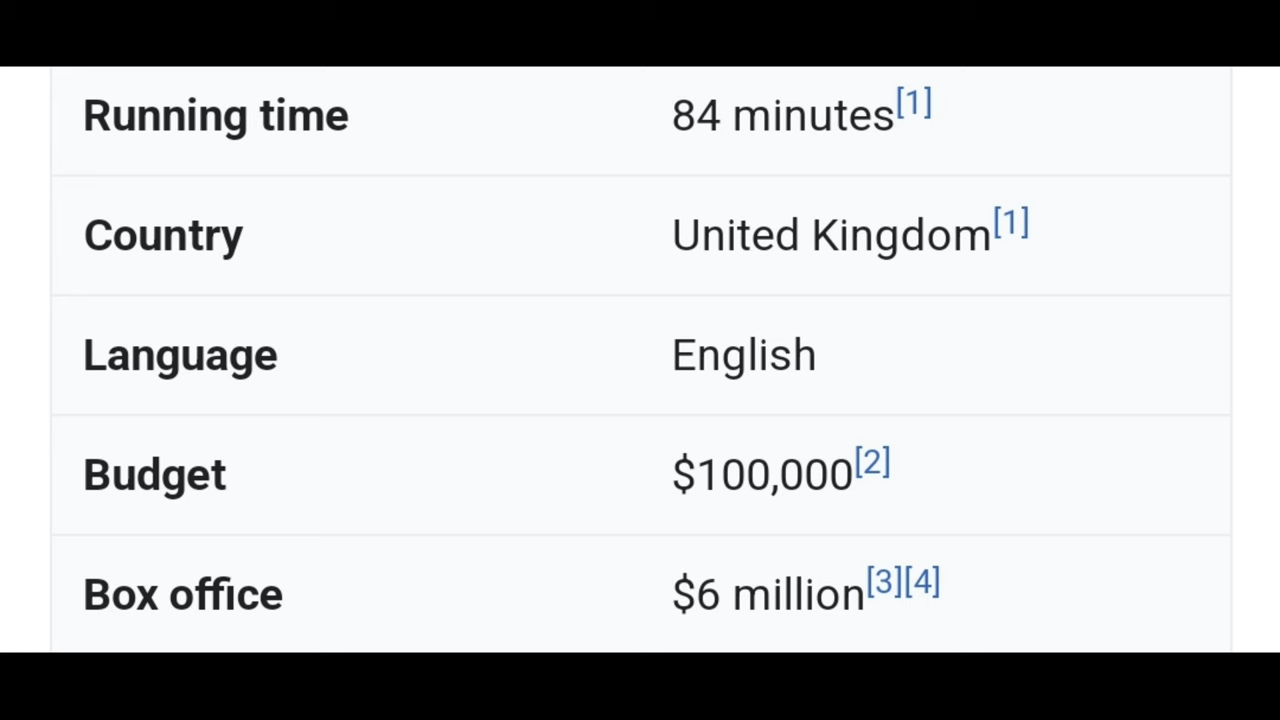 Running time 84 minutes[1]
Country United Kingdom[1]
Language English
Budget $100,000[2]
Box office $6 million[3][4]